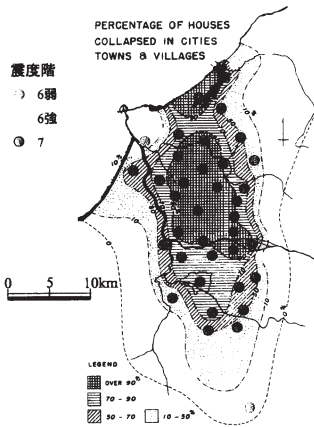 PERCENTAGE OF HOUSES
COLLAPSED IN CITIES
TOWNS & VILLAGES
震度階
6弱
6強
7
0 5 10km
LEGEND
OVER 90%
70 - 90
50 - 70
10 - 50%